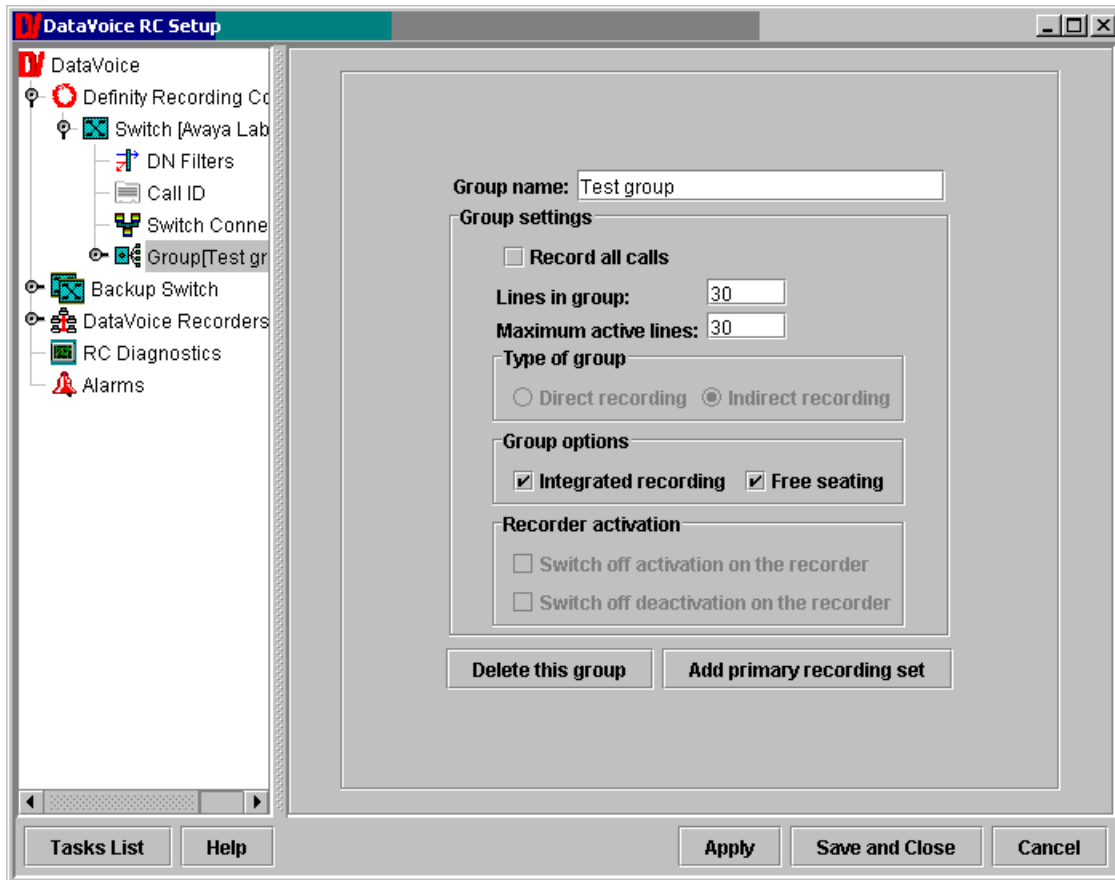 DataVoice RC Setup
DataVoice
Definity Recording Co
Switch [Avaya Lab
DN Filters
Call ID
Switch Conne
Group[Test gr
Backup Switch
DataVoice Recorders
RC Diagnostics
Alarms
Group name: Test group
Group settings
Record all calls
Lines in group: 30
Maximum active lines: 30
Type of group
Direct recording Indirect recording
Group options
Integrated recording Free seating
Recorder activation
Switch off activation on the recorder
Switch off deactivation on the recorder
Delete this group Add primary recording set
Tasks List Help Apply Save and Close Cancel